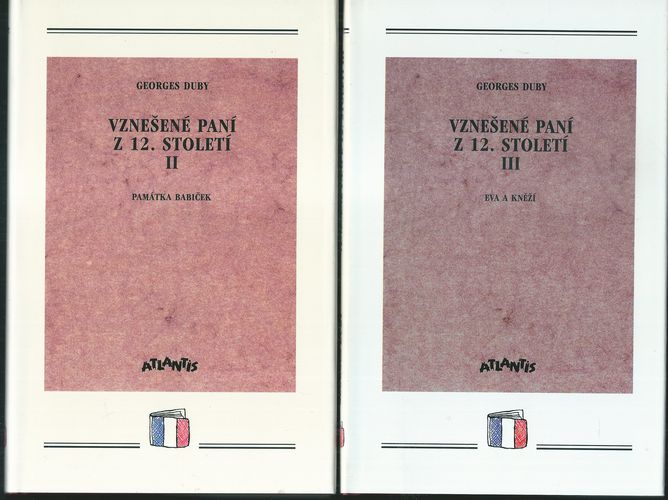 GEORGES DUBY
VZNEŠENÉ PANÍ
Z 12. STOLETÍ
II
PAMÁTKA BABIČEK
ATLANTIS
GEORGES DUBY
VZNEŠENÉ PANÍ
Z 12. STOLETÍ
III
EVA A KNĚŽÍ
ATLANTIS